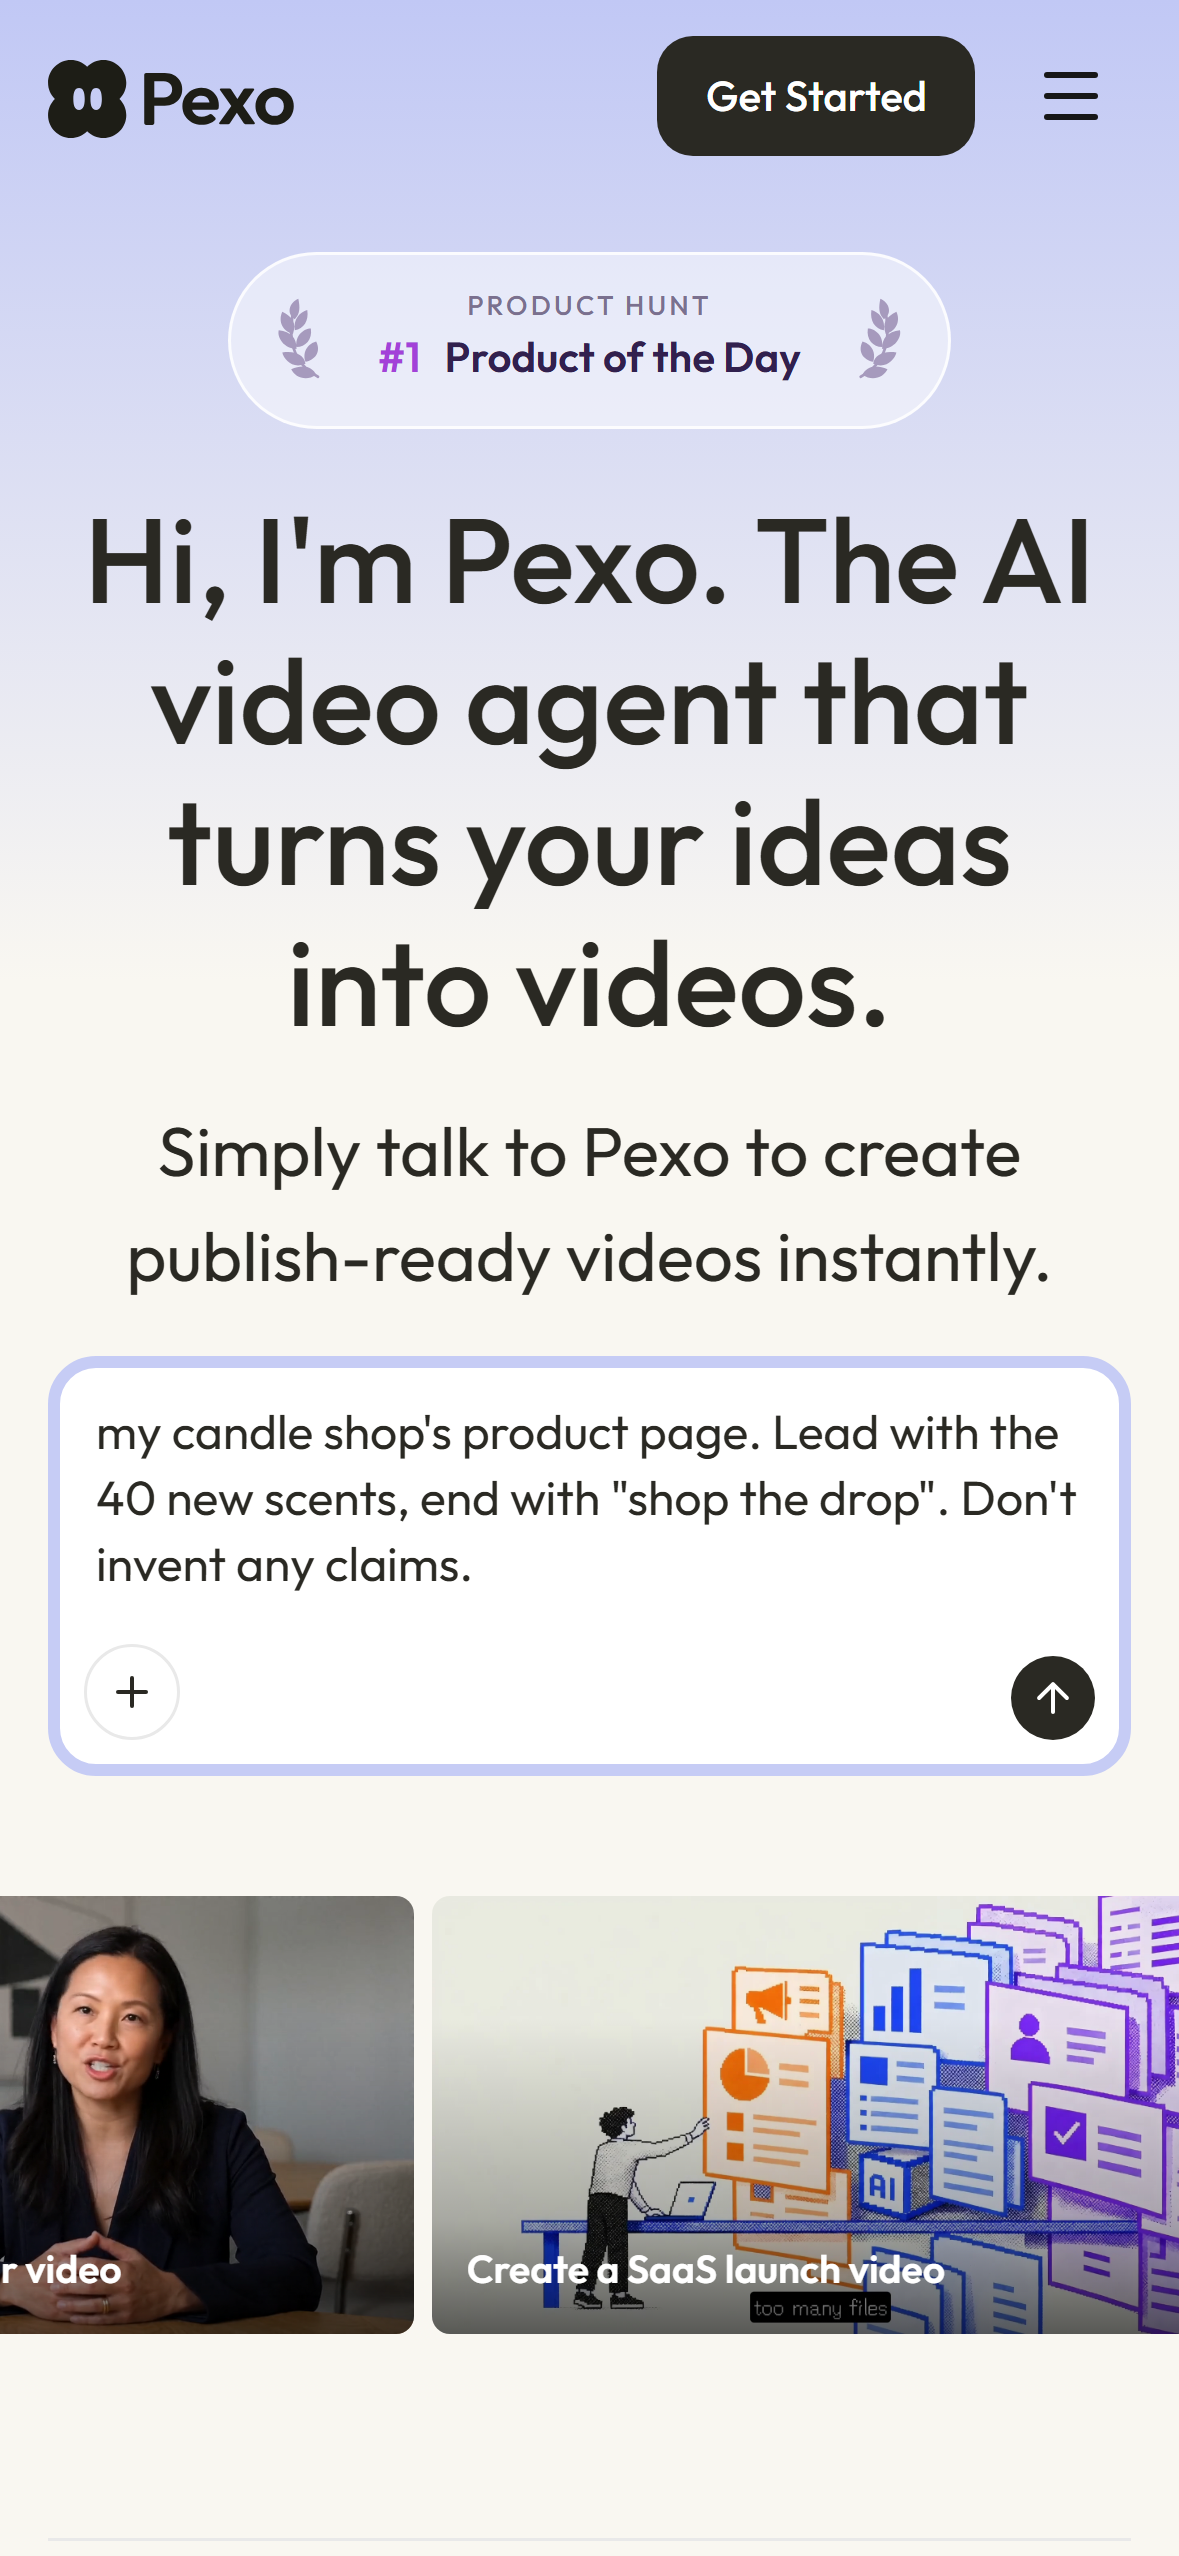 Pexo
Get Started
PRODUCT HUNT
#1 Product of the Day
Hi, I'm Pexo. The AI
video agent that
turns your ideas
into videos.
Simply talk to Pexo to create
publish-ready videos instantly.
my candle shop's product page. Lead with the
40 new scents, end with "shop the drop". Don't
invent any claims.
r video
AI
Create a SaaS launch video
too many files